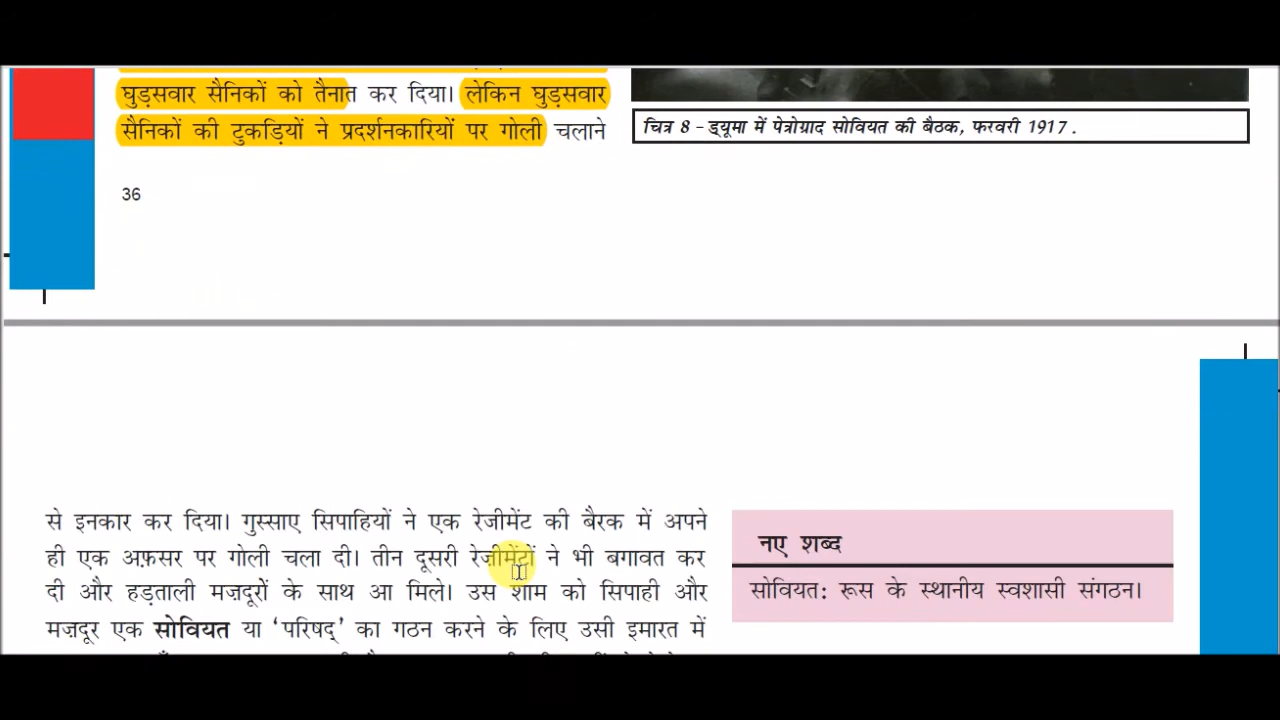 घुड़सवार सैनिकों को तैनात कर दिया। लेकिन घुड़सवार
सैनिकों की टुकड़ियों ने प्रदर्शनकारियों पर गोली चलाने
चित्र 8 – ड्यूमा में पेत्रोग्राद सोवियत की बैठक, फरवरी 1917.
36
से इनकार कर दिया। गुस्साए सिपाहियों ने एक रेजीमेंट की बैरक में अपने
ही एक अफ़सर पर गोली चला दी। तीन दूसरी रेज़ीमेंटों ने भी बगावत कर
दी और हड़ताली मज़दूरों के साथ आ मिले। उस शाम को सिपाही और
मज़दूर एक सोवियत या ‘परिषद्’ का गठन करने के लिए उसी इमारत में
नए शब्द
सोवियत: रूस के स्थानीय स्वशासी संगठन।